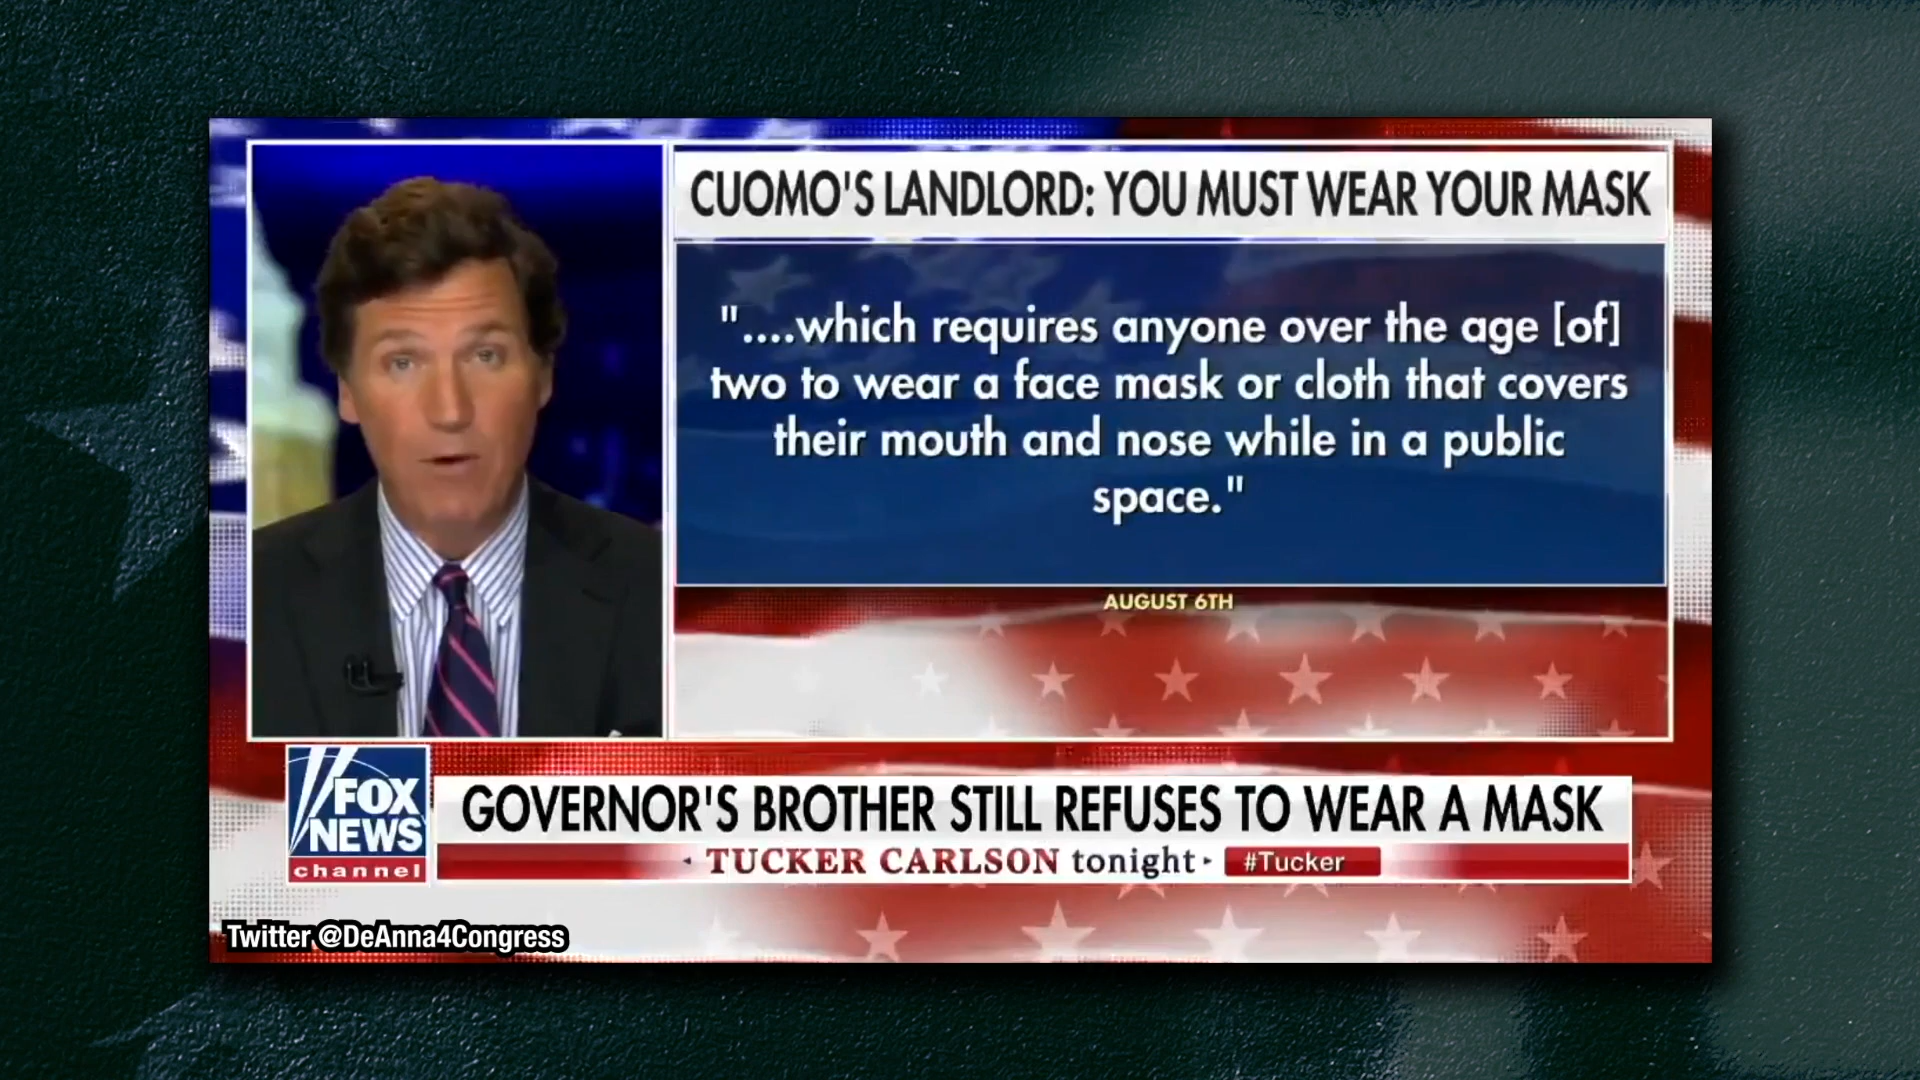 CUOMO'S LANDLORD: YOU MUST WEAR YOUR MASK
"....which requires anyone over the age [of]
two to wear a face mask or cloth that covers
their mouth and nose while in a public
space."
AUGUST 6TH
FOX
NEWS
channel
GOVERNOR'S BROTHER STILL REFUSES TO WEAR A MASK
TUCKER CARLSON tonight
#Tucker
Twitter @DeAnna4Congress